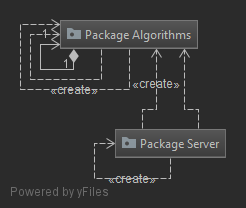 1
Package Algorithms
1
«create»
«create»
Package Server
«create»
Powered by yFiles